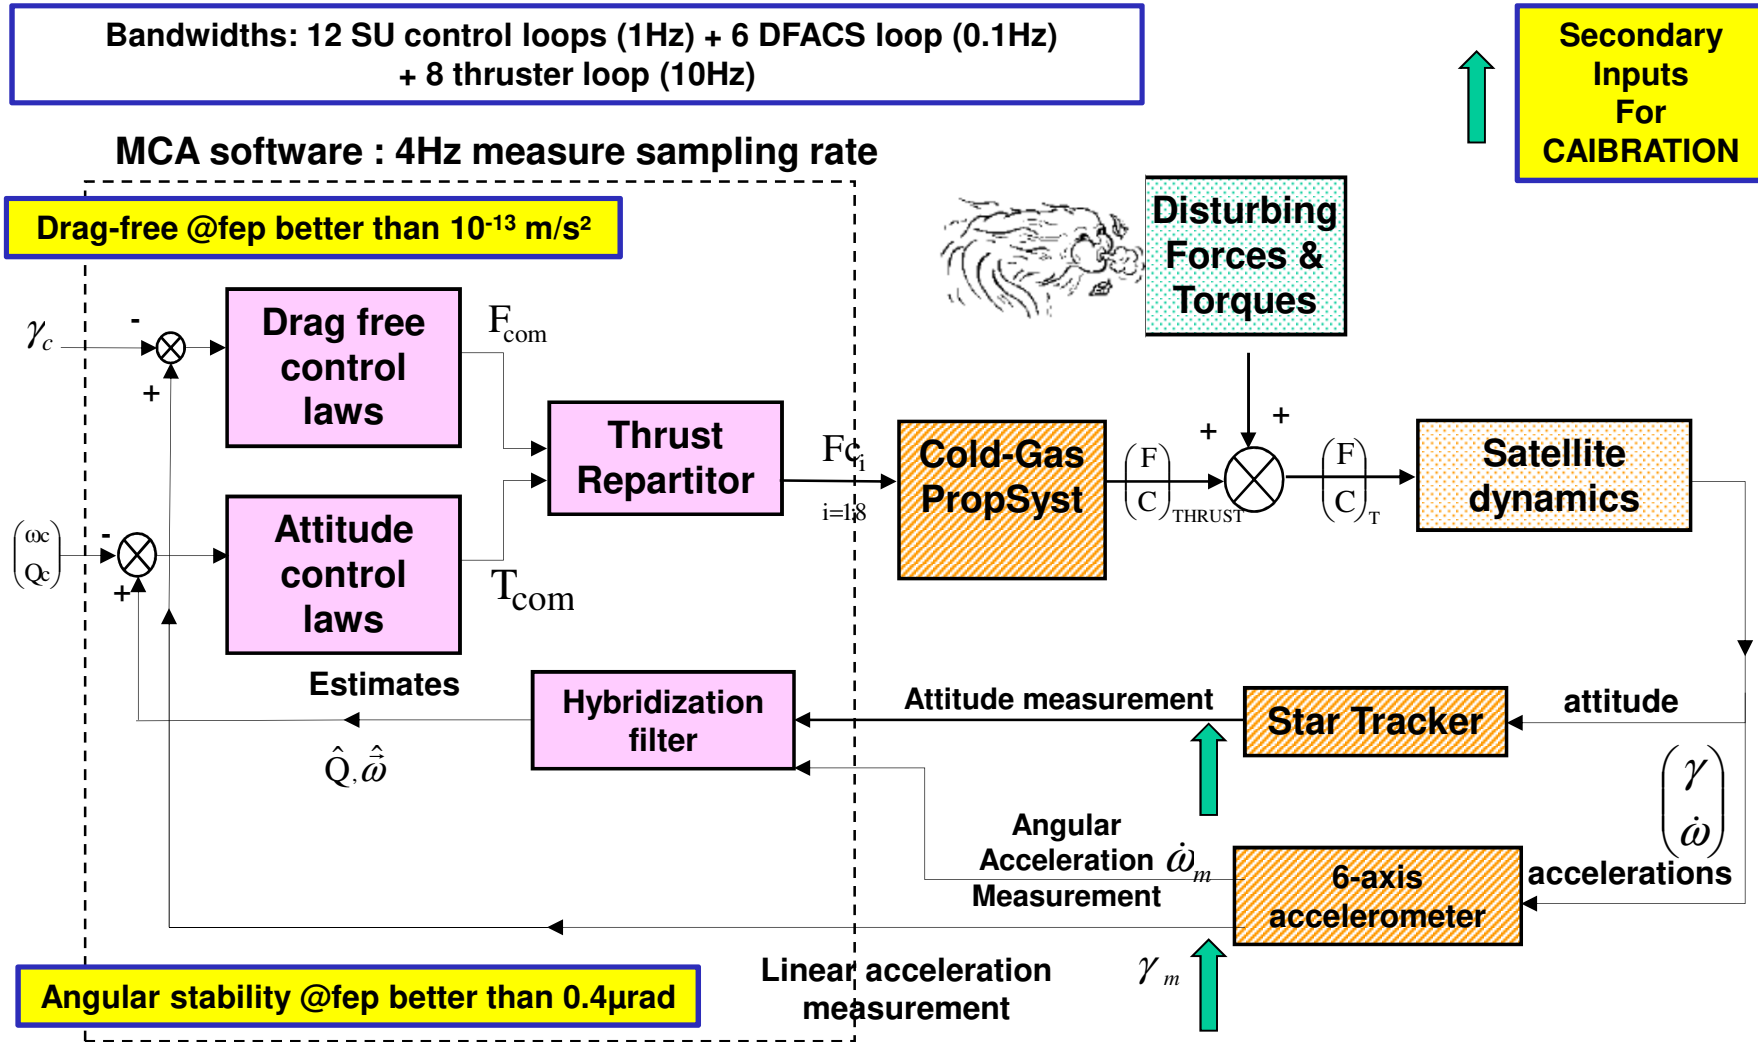 Bandwidths: 12 SU control loops (1Hz) + 6 DFACS loop (0.1Hz)
+ 8 thruster loop (10Hz)
Secondary
Inputs
For
CAIBRATION
MCA software : 4Hz measure sampling rate
Drag-free @fep better than 10⁻¹³ m/s²
Disturbing
Forces &
Torques
γc
-
+
Drag free
control
laws
Fcom
Thrust
Repartitor
Fci
i=1..8
Cold-Gas
PropSyst
(F
C)THRUST
+
+
(F
C)T
Satellite
dynamics
(ωc
Qc)
-
+
Attitude
control
laws
Tcom
Estimates
Q̂, ω̂
Hybridization
filter
Attitude measurement
Star Tracker
attitude
(γ
ω̇)
Angular
Acceleration ω̇m
Measurement
6-axis
accelerometer
accelerations
Linear acceleration
measurement
γm
Angular stability @fep better than 0.4µrad